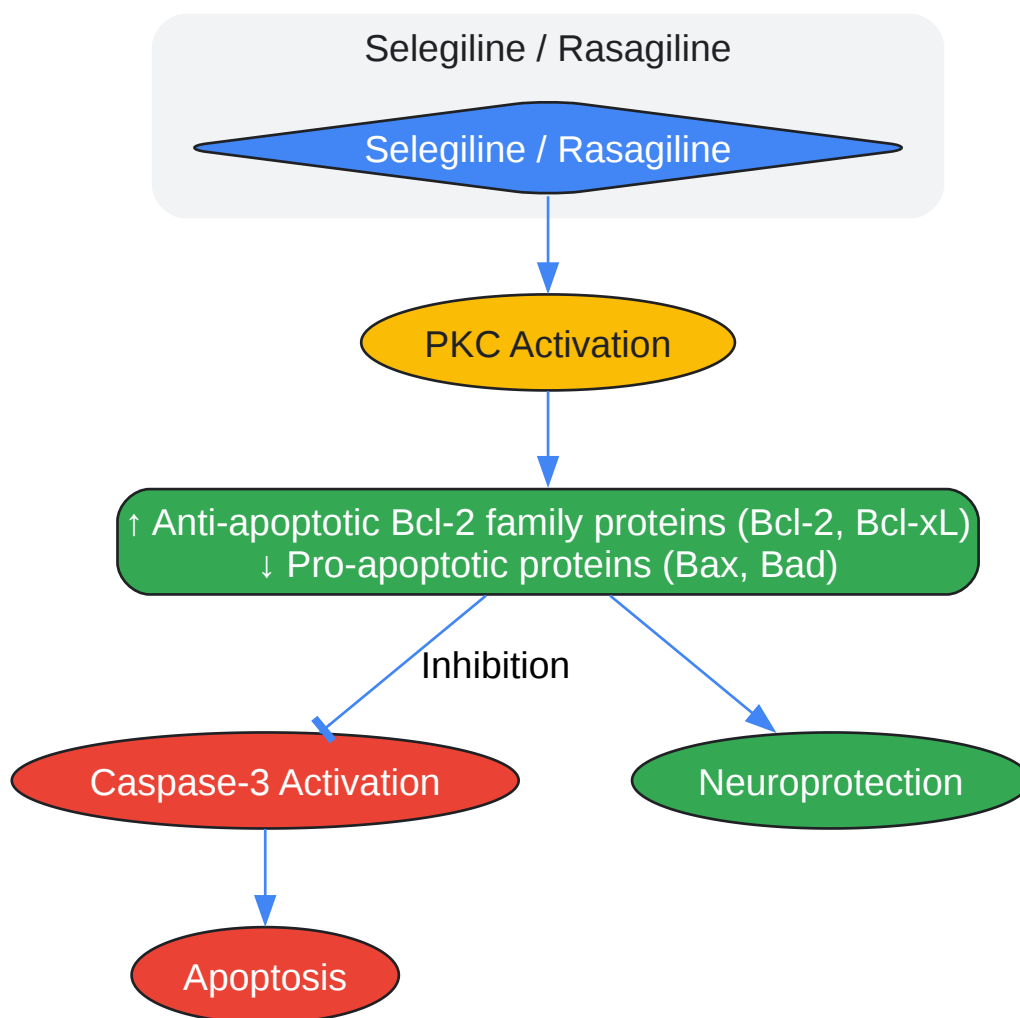 Selegiline / Rasagiline
Selegiline / Rasagiline
PKC Activation
↑ Anti-apoptotic Bcl-2 family proteins (Bcl-2, Bcl-xL)
↓ Pro-apoptotic proteins (Bax, Bad)
Inhibition
Caspase-3 Activation
Neuroprotection
Apoptosis